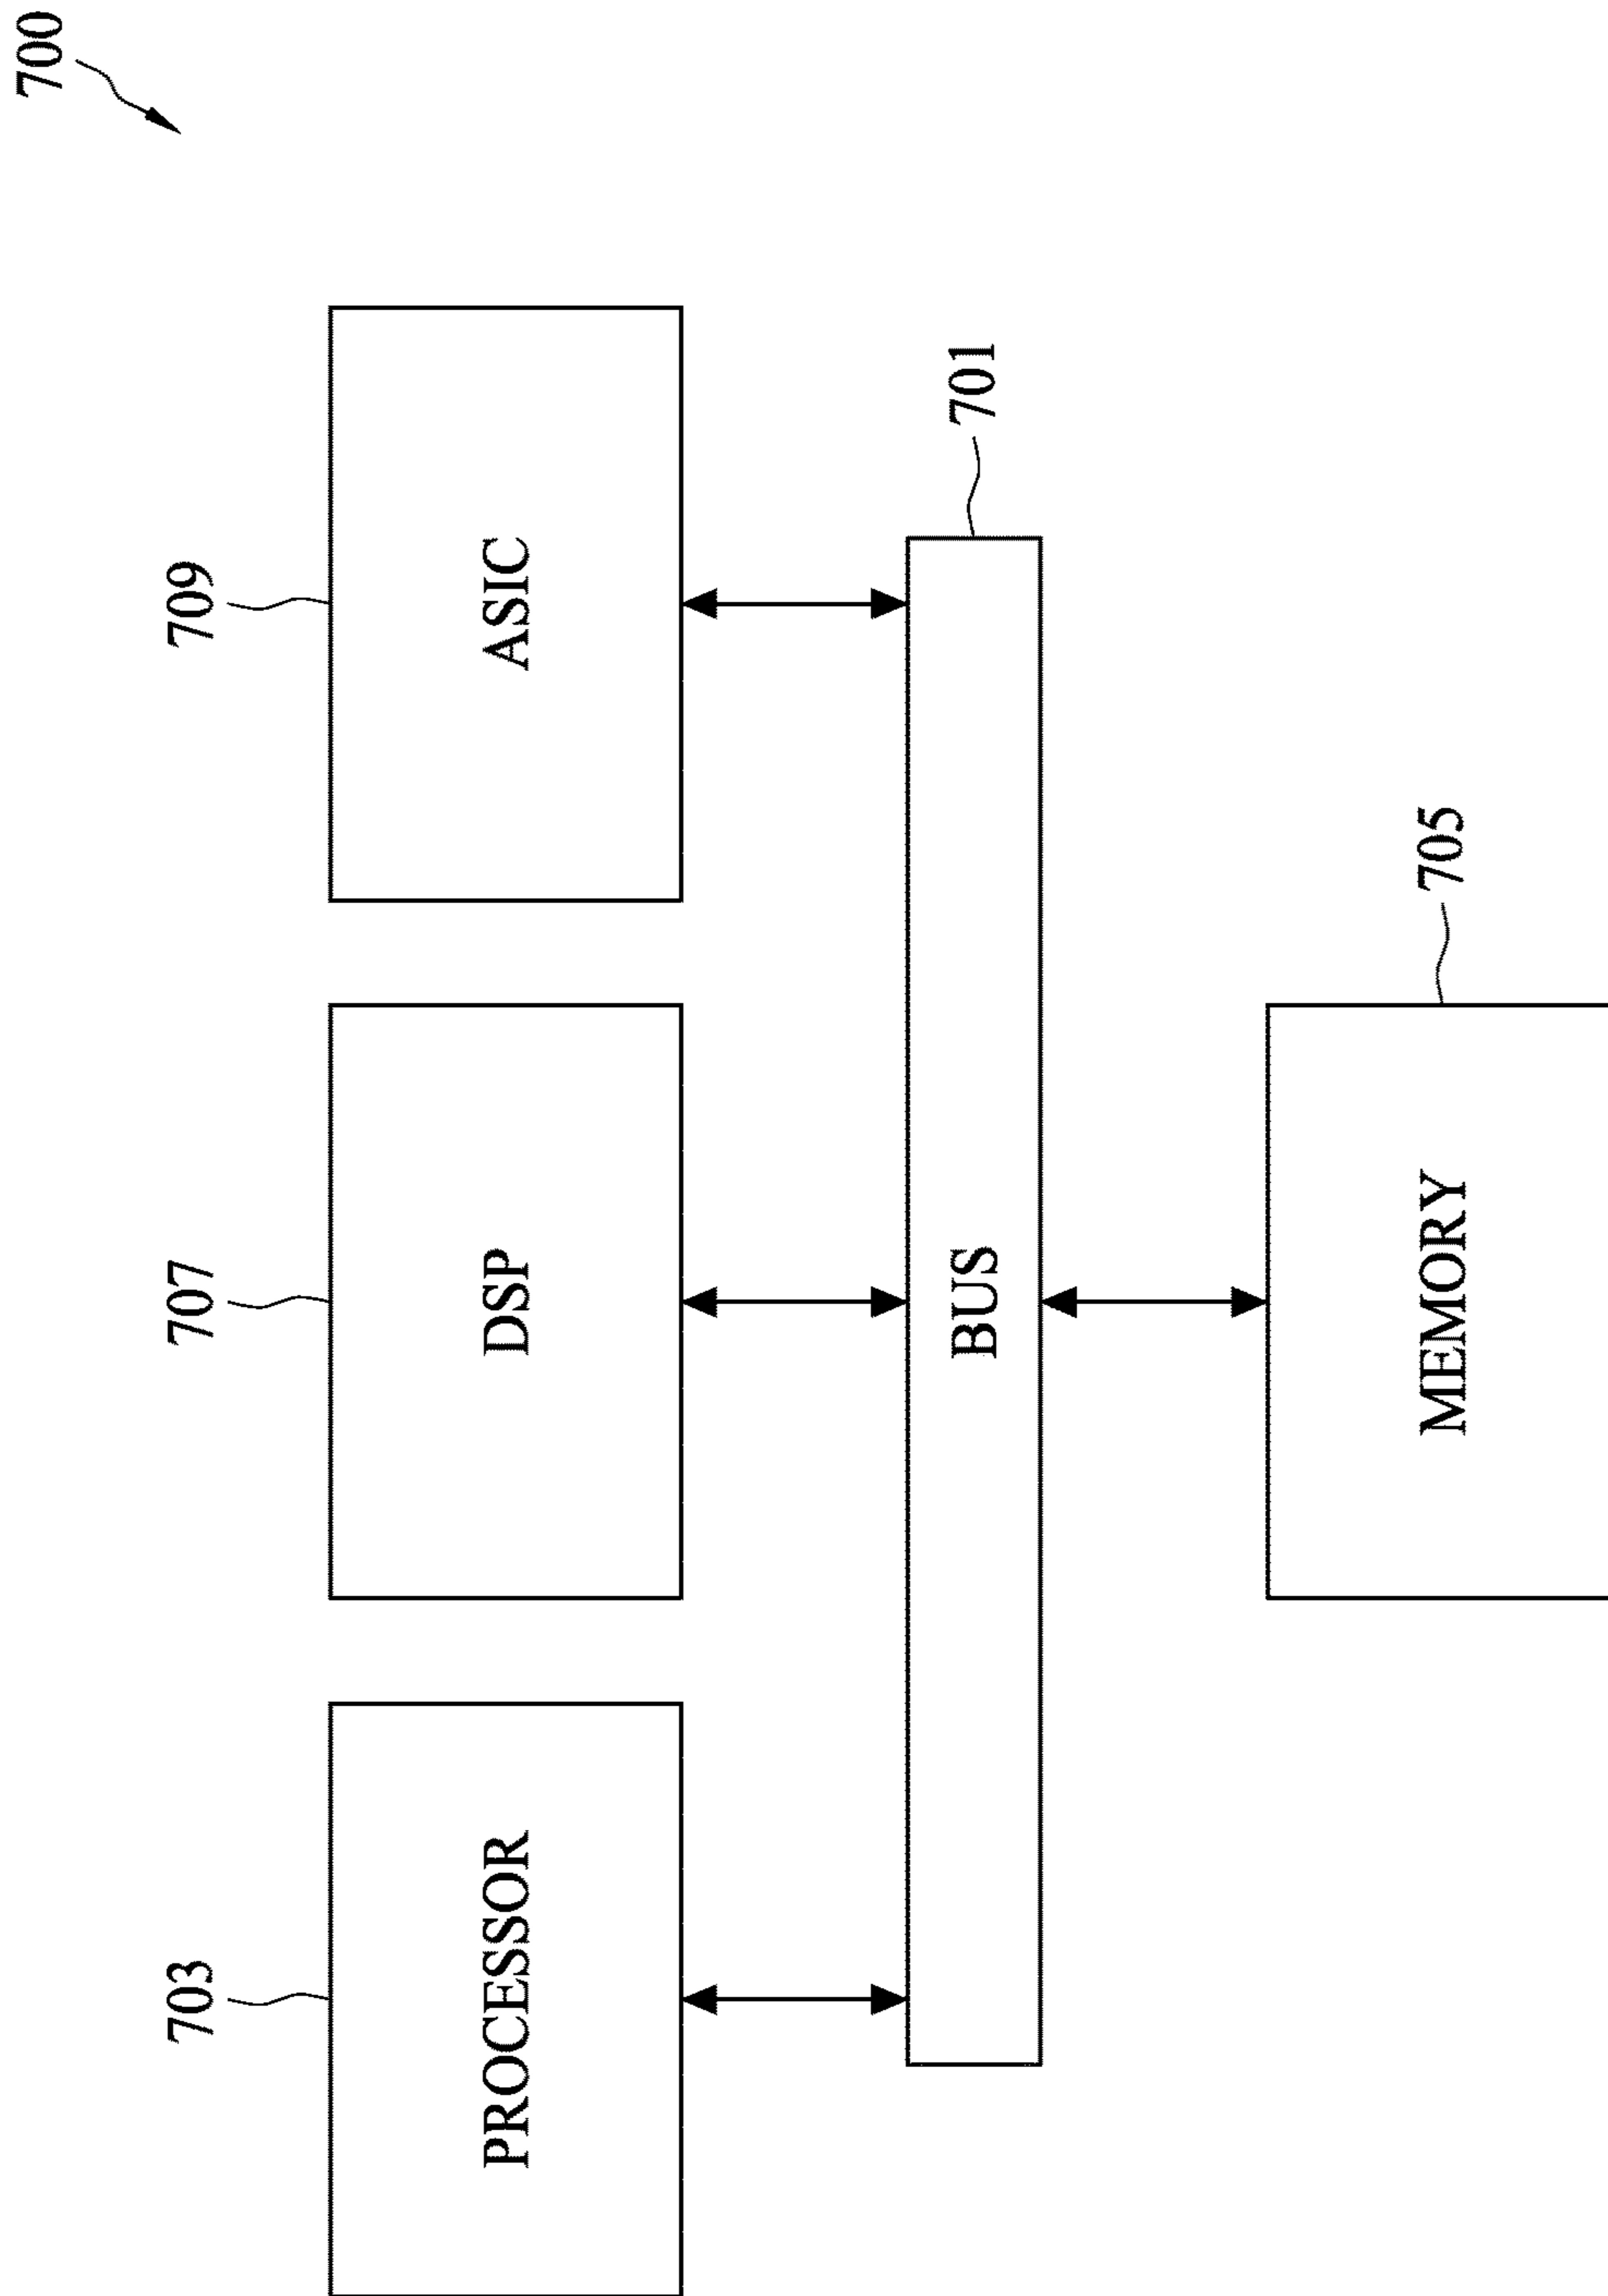 700
703
707
709
PROCESSOR
DSP
ASIC
BUS
701
MEMORY
705